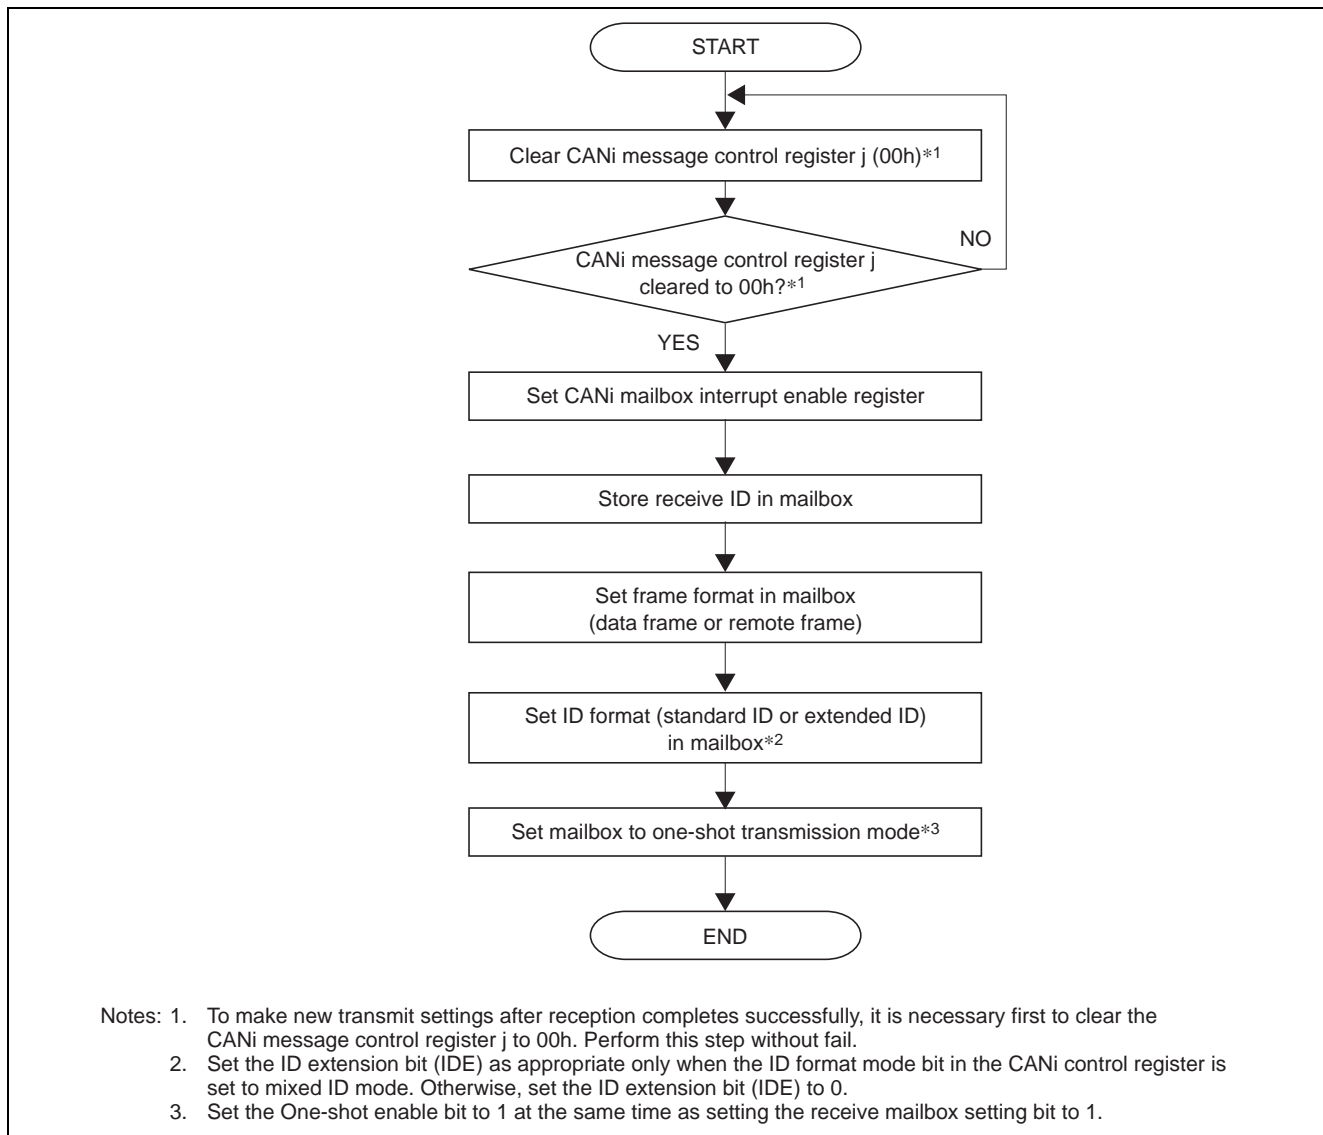 START
Clear CANi message control register j (00h)*1
NO
CANi message control register j
cleared to 00h?*1
YES
Set CANi mailbox interrupt enable register
Store receive ID in mailbox
Set frame format in mailbox
(data frame or remote frame)
Set ID format (standard ID or extended ID)
in mailbox*2
Set mailbox to one-shot transmission mode*3
END
Notes: 1. To make new transmit settings after reception completes successfully, it is necessary first to clear the
CANi message control register j to 00h. Perform this step without fail.
2. Set the ID extension bit (IDE) as appropriate only when the ID format mode bit in the CANi control register is
set to mixed ID mode. Otherwise, set the ID extension bit (IDE) to 0.
3. Set the One-shot enable bit to 1 at the same time as setting the receive mailbox setting bit to 1.